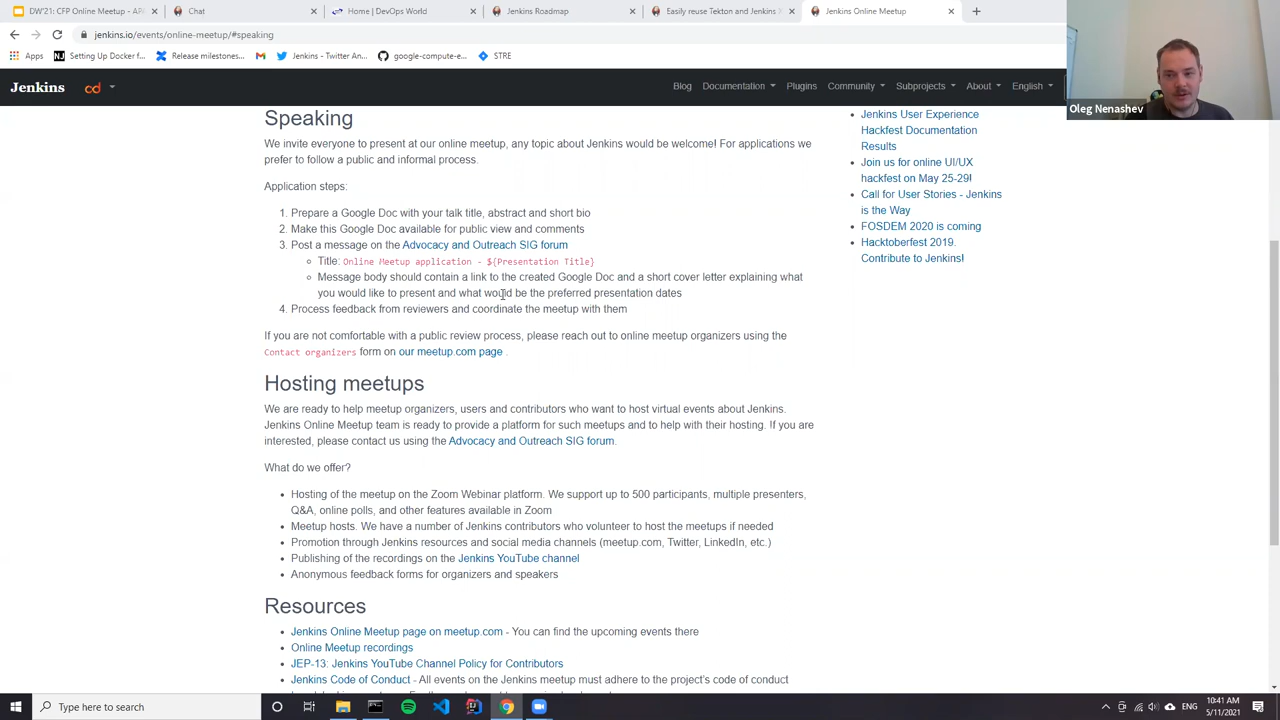 DW'21: CFP Online Meetup - APA
Chat
Home | DevOps World
Jenkins Roadmap
Easily reuse Tekton and Jenkins X
Jenkins Online Meetup
jenkins.io/events/online-meetup/#speaking
Apps
Setting Up Docker f...
Release milestones...
Jenkins - Twitter An...
google-compute-e...
STRE
Jenkins
cd
Blog
Documentation
Plugins
Community
Subprojects
About
English
Oleg Nenashev
Speaking
We invite everyone to present at our online meetup, any topic about Jenkins would be welcome! For applications we
prefer to follow a public and informal process.
Application steps:
1. Prepare a Google Doc with your talk title, abstract and short bio
2. Make this Google Doc available for public view and comments
3. Post a message on the Advocacy and Outreach SIG forum
Title: Online Meetup application - ${Presentation Title}
Message body should contain a link to the created Google Doc and a short cover letter explaining what
you would like to present and what would be the preferred presentation dates
4. Process feedback from reviewers and coordinate the meetup with them
If you are not comfortable with a public review process, please reach out to online meetup organizers using the
Contact organizers form on our meetup.com page .
Hosting meetups
We are ready to help meetup organizers, users and contributors who want to host virtual events about Jenkins.
Jenkins Online Meetup team is ready to provide a platform for such meetups and to help with their hosting. If you are
interested, please contact us using the Advocacy and Outreach SIG forum.
What do we offer?
Hosting of the meetup on the Zoom Webinar platform. We support up to 500 participants, multiple presenters,
Q&A, online polls, and other features available in Zoom
Meetup hosts. We have a number of Jenkins contributors who volunteer to host the meetups if needed
Promotion through Jenkins resources and social media channels (meetup.com, Twitter, LinkedIn, etc.)
Publishing of the recordings on the Jenkins YouTube channel
Anonymous feedback forms for organizers and speakers
Resources
Jenkins Online Meetup page on meetup.com - You can find the upcoming events there
Online Meetup recordings
JEP-13: Jenkins YouTube Channel Policy for Contributors
Jenkins Code of Conduct - All events on the Jenkins meetup must adhere to the project's code of conduct
Jenkins User Experience
Hackfest Documentation
Results
Join us for online UI/UX
hackfest on May 25-29!
Call for User Stories - Jenkins
is the Way
FOSDEM 2020 is coming
Hacktoberfest 2019.
Contribute to Jenkins!
Type here to search
10:41 AM
5/11/2021